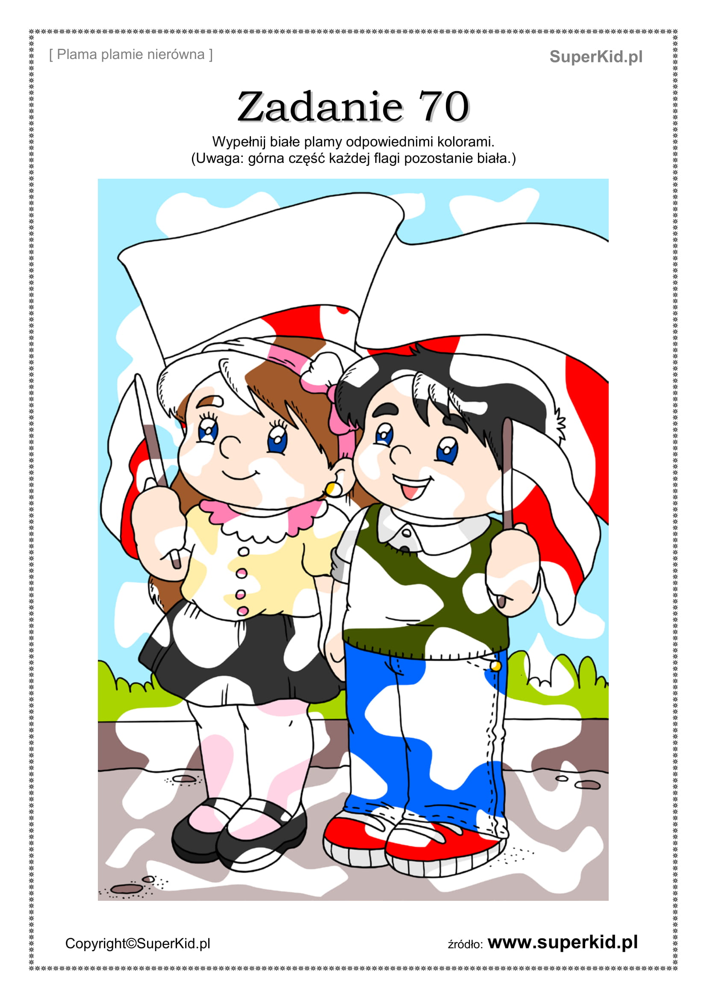 [ Plama plamie nierówna ]
SuperKid.pl
Zadanie 70
Wypełnij białe plamy odpowiednimi kolorami.
(Uwaga: górna część każdej flagi pozostanie biała.)
Copyright©SuperKid.pl
źródło: www.superkid.pl